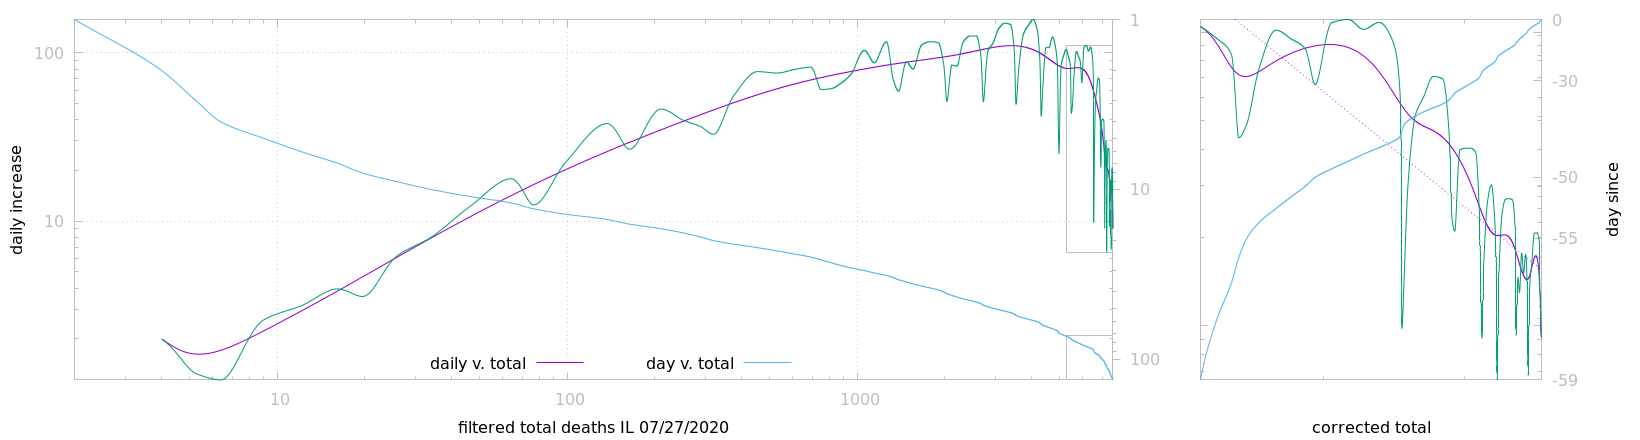 daily increase
100
10
10
100
1000
filtered total deaths IL 07/27/2020
daily v. total
day v. total
1
10
100
0
-30
-50
-55
-59
day since
corrected total